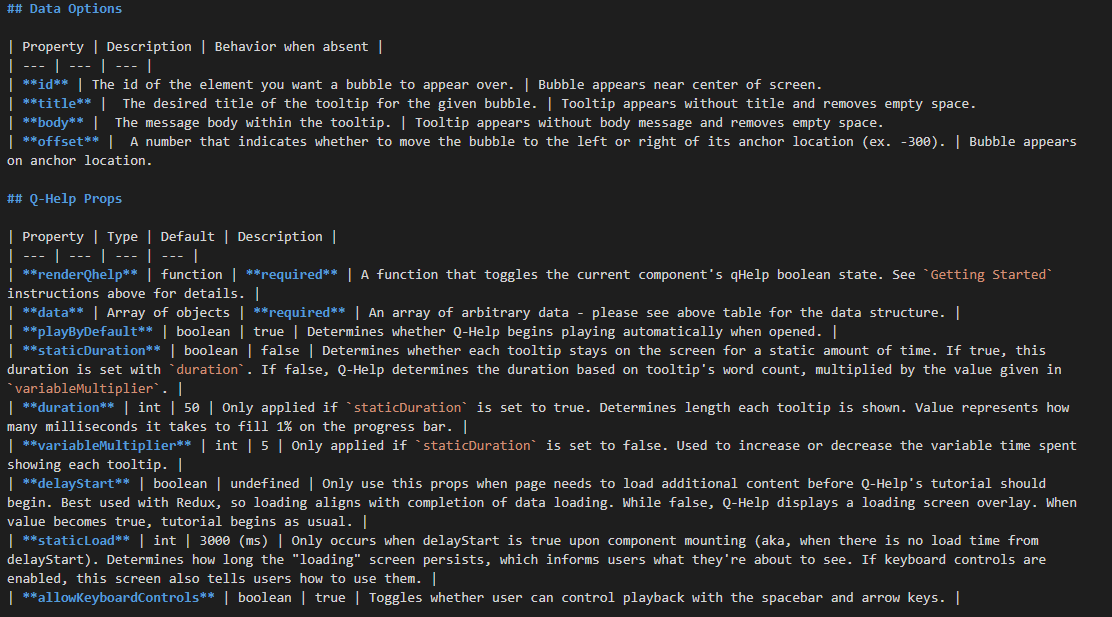 ## Data Options
| Property | Description | Behavior when absent |
| --- | --- | --- |
| **id** | The id of the element you want a bubble to appear over. | Bubble appears near center of screen.
| **title** |  The desired title of the tooltip for the given bubble. | Tooltip appears without title and removes empty space.
| **body** |  The message body within the tooltip. | Tooltip appears without body message and removes empty space.
| **offset** |  A number that indicates whether to move the bubble to the left or right of its anchor location (ex. -300). | Bubble appears
on anchor location.
## Q-Help Props
| Property | Type | Default | Description |
| --- | --- | --- | --- |
| **renderQhelp** | function | **required** | A function that toggles the current component's qHelp boolean state. See `Getting Started`
instructions above for details. |
| **data** | Array of objects | **required** | An array of arbitrary data - please see above table for the data structure. |
| **playByDefault** | boolean | true | Determines whether Q-Help begins playing automatically when opened. |
| **staticDuration** | boolean | false | Determines whether each tooltip stays on the screen for a static amount of time. If true, this
duration is set with `duration`. If false, Q-Help determines the duration based on tooltip's word count, multiplied by the value given in
`variableMultiplier`. |
| **duration** | int | 50 | Only applied if `staticDuration` is set to true. Determines length each tooltip is shown. Value represents how
many milliseconds it takes to fill 1% on the progress bar. |
| **variableMultiplier** | int | 5 | Only applied if `staticDuration` is set to false. Used to increase or decrease the variable time spent
showing each tooltip. |
| **delayStart** | boolean | undefined | Only use this props when page needs to load additional content before Q-Help's tutorial should
begin. Best used with Redux, so loading aligns with completion of data loading. While false, Q-Help displays a loading screen overlay. When
value becomes true, tutorial begins as usual. |
| **staticLoad** | int | 3000 (ms) | Only occurs when delayStart is true upon component mounting (aka, when there is no load time from
delayStart). Determines how long the "loading" screen persists, which informs users what they're about to see. If keyboard controls are
enabled, this screen also tells users how to use them. |
| **allowKeyboardControls** | boolean | true | Toggles whether user can control playback with the spacebar and arrow keys. |